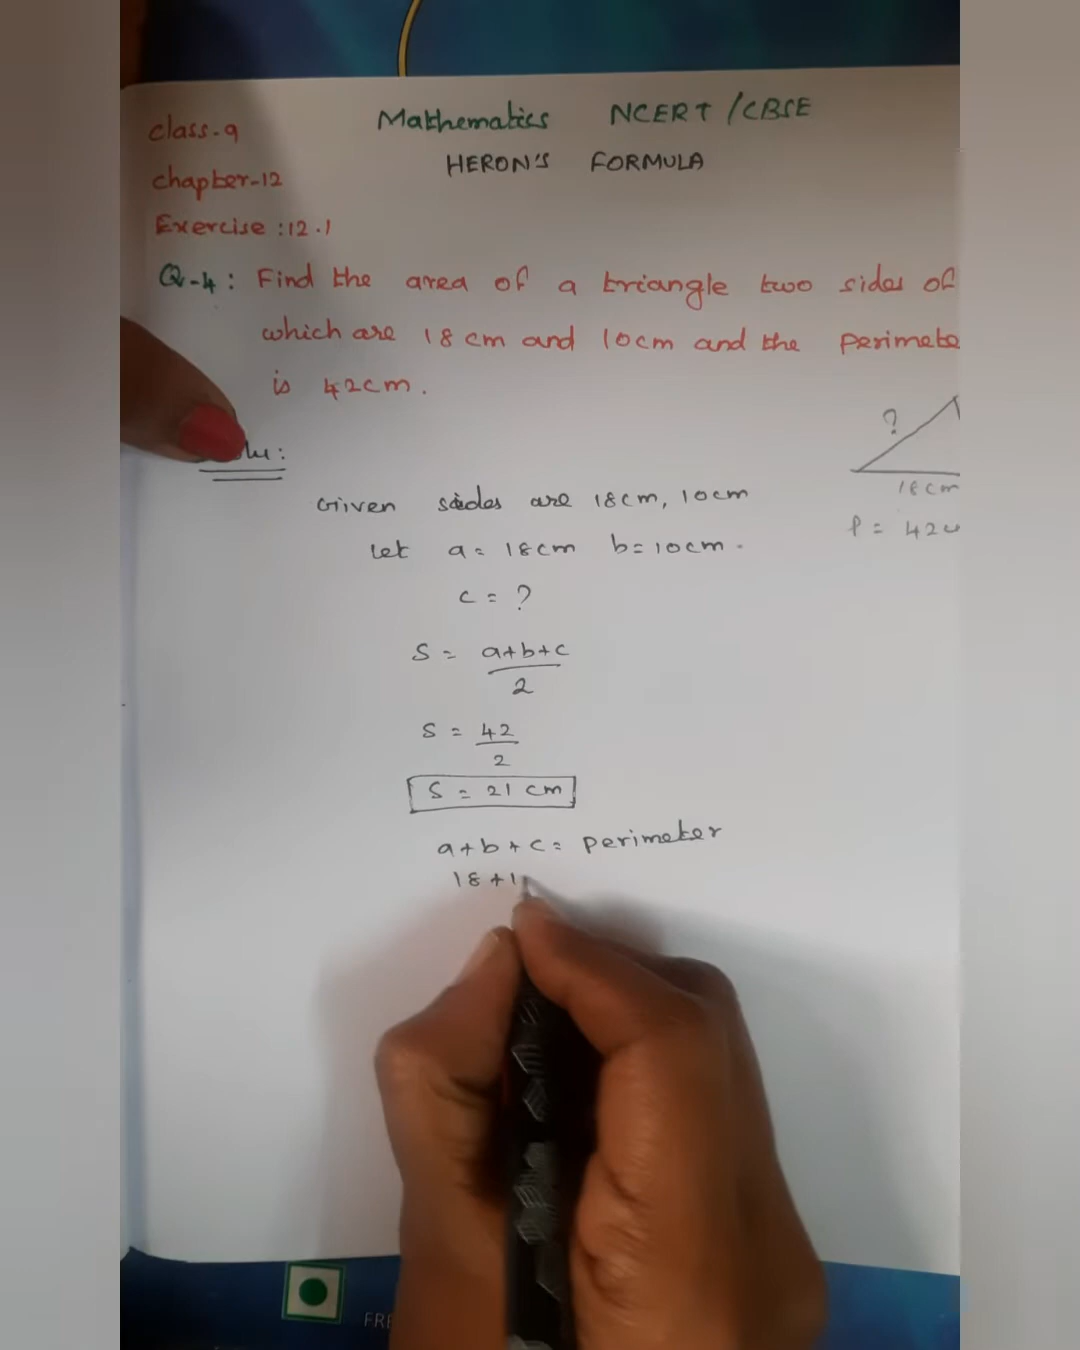 class-9
Mathematics NCERT / CBSE
chapter-12
HERON'S FORMULA
Exercise : 12.1
Q-4 : Find the area of a triangle two sides of
which are 18 cm and 10cm and the perimete
is 42cm.
?
18cm
P = 42
Given sides are 18cm, 10cm
Let a = 18cm b = 10cm.
c = ?
S = a+b+c
2
S = 42
2
S = 21 cm
a + b + c = perimeter
18 + 1
FRE